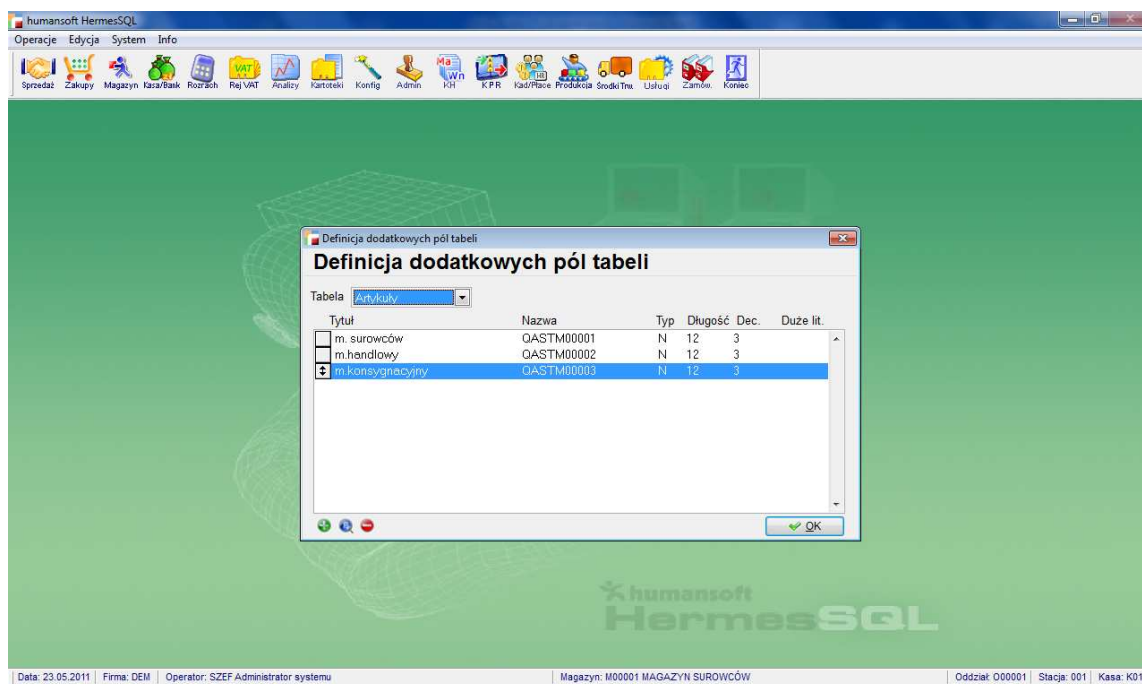 humansoft HermesSQL
Operacje Edycja System Info
Sprzedaż Zakupy Magazyn Kasa/Bank Rozrach Rej VAT Analizy Kartoteki Konfig Admin KH KPR Kad/Płace Produkcja Środki Trw. Usługi Zamów. Koniec
Definicja dodatkowych pól tabeli
Definicja dodatkowych pól tabeli
Tabela Artykuły
Tytuł Nazwa Typ Długość Dec. Duże lit.
m. surowców QASTM00001 N 12 3
m.handlowy QASTM00002 N 12 3
m.konsygnacyjny QASTM00003 N 12 3
OK
humansoft
HermesSQL
Data: 23.05.2011 Firma: DEM Operator: SZEF Administrator systemu Magazyn: M00001 MAGAZYN SUROWCÓW Oddział: O00001 Stacja: 001 Kasa: K01